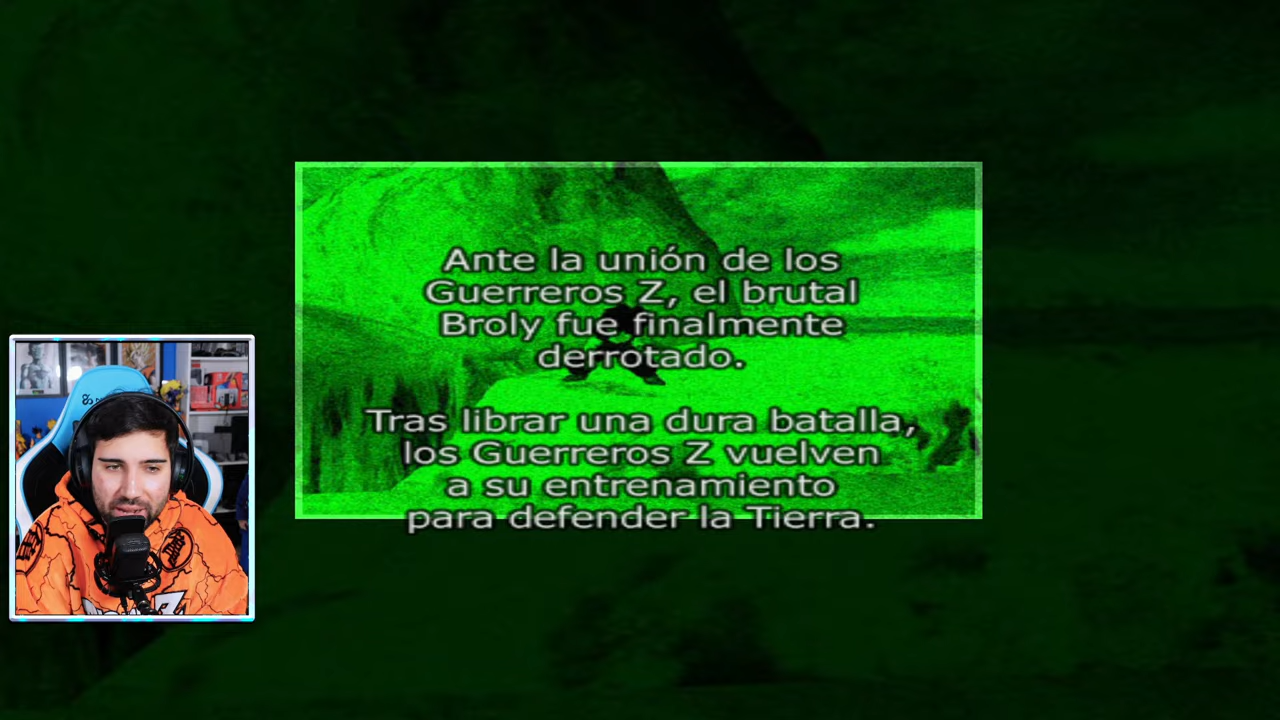 Ante la unión de los
Guerreros Z, el brutal
Broly fue finalmente
derrotado.
Tras librar una dura batalla,
los Guerreros Z vuelven
a su entrenamiento
para defender la Tierra.